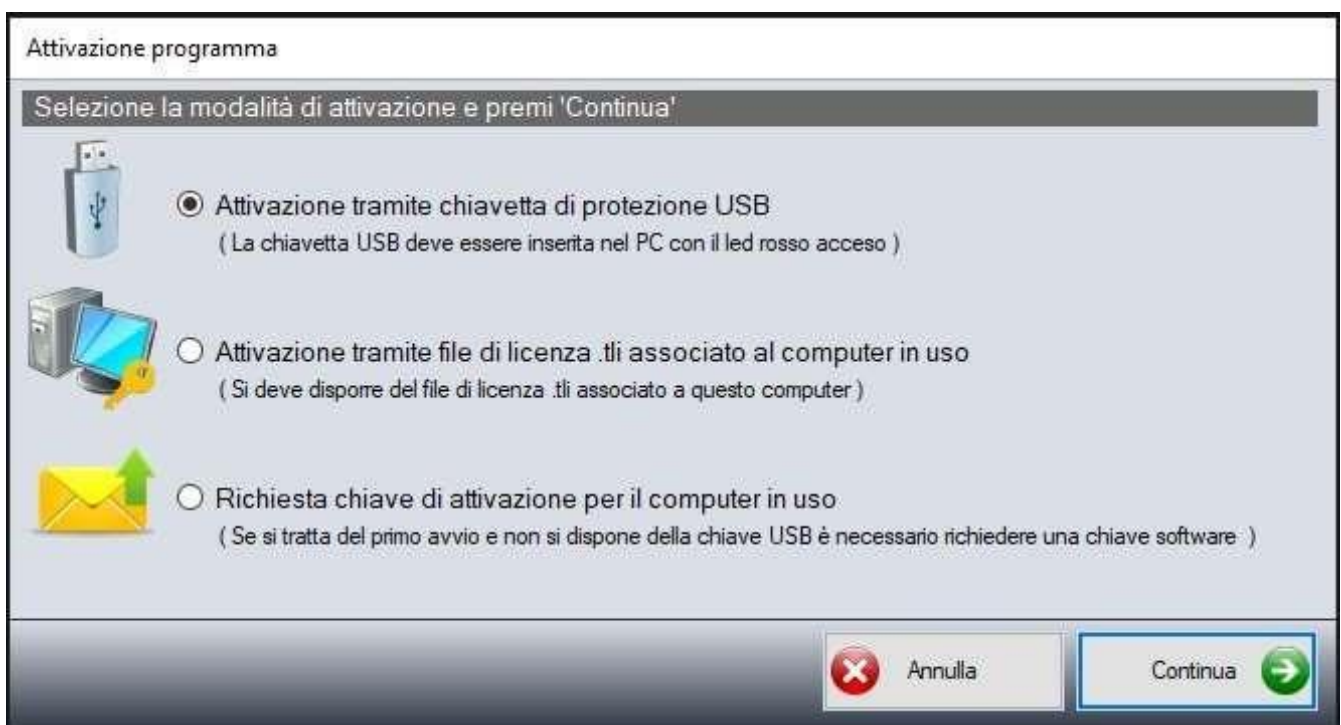 Attivazione programma
Selezione la modalità di attivazione e premi 'Continua'
Attivazione tramite chiavetta di protezione USB
( La chiavetta USB deve essere inserita nel PC con il led rosso acceso )
Attivazione tramite file di licenza .tli associato al computer in uso
( Si deve disporre del file di licenza .tli associato a questo computer )
Richiesta chiave di attivazione per il computer in uso
( Se si tratta del primo avvio e non si dispone della chiave USB è necessario richiedere una chiave software )
Annulla
Continua